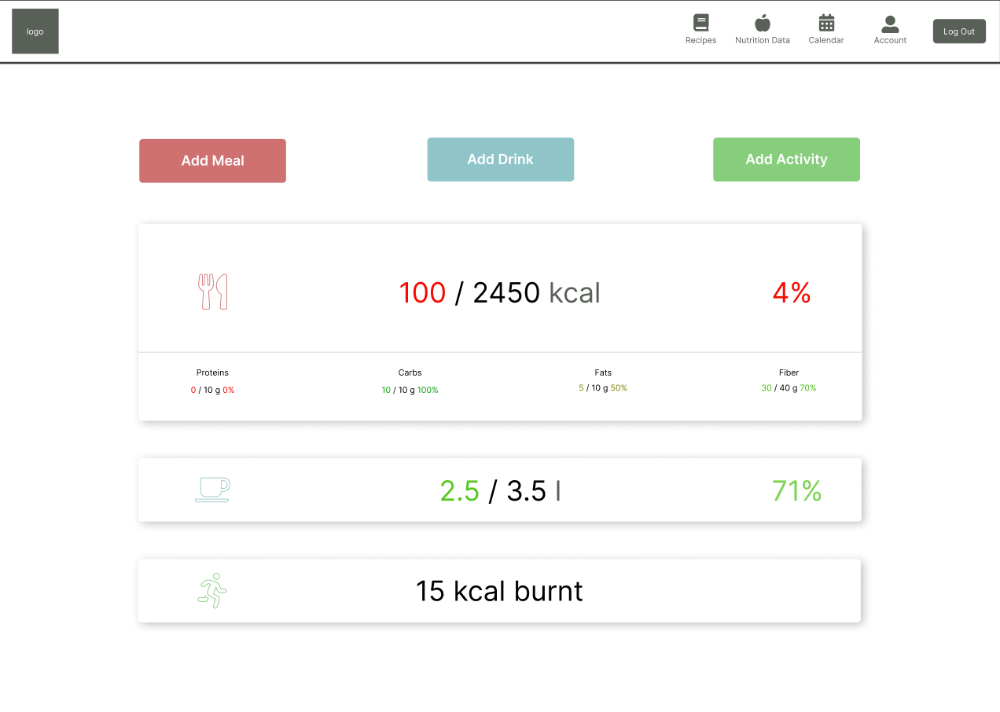 logo
Recipes
Nutrition Data
Calendar
Account
Log Out
Add Meal
Add Drink
Add Activity
100 / 2450 kcal
4%
Proteins
0 / 10 g 0%
Carbs
10 / 10 g 100%
Fats
5 / 10 g 50%
Fiber
30 / 40 g 70%
2.5 / 3.5 l
71%
15 kcal burnt